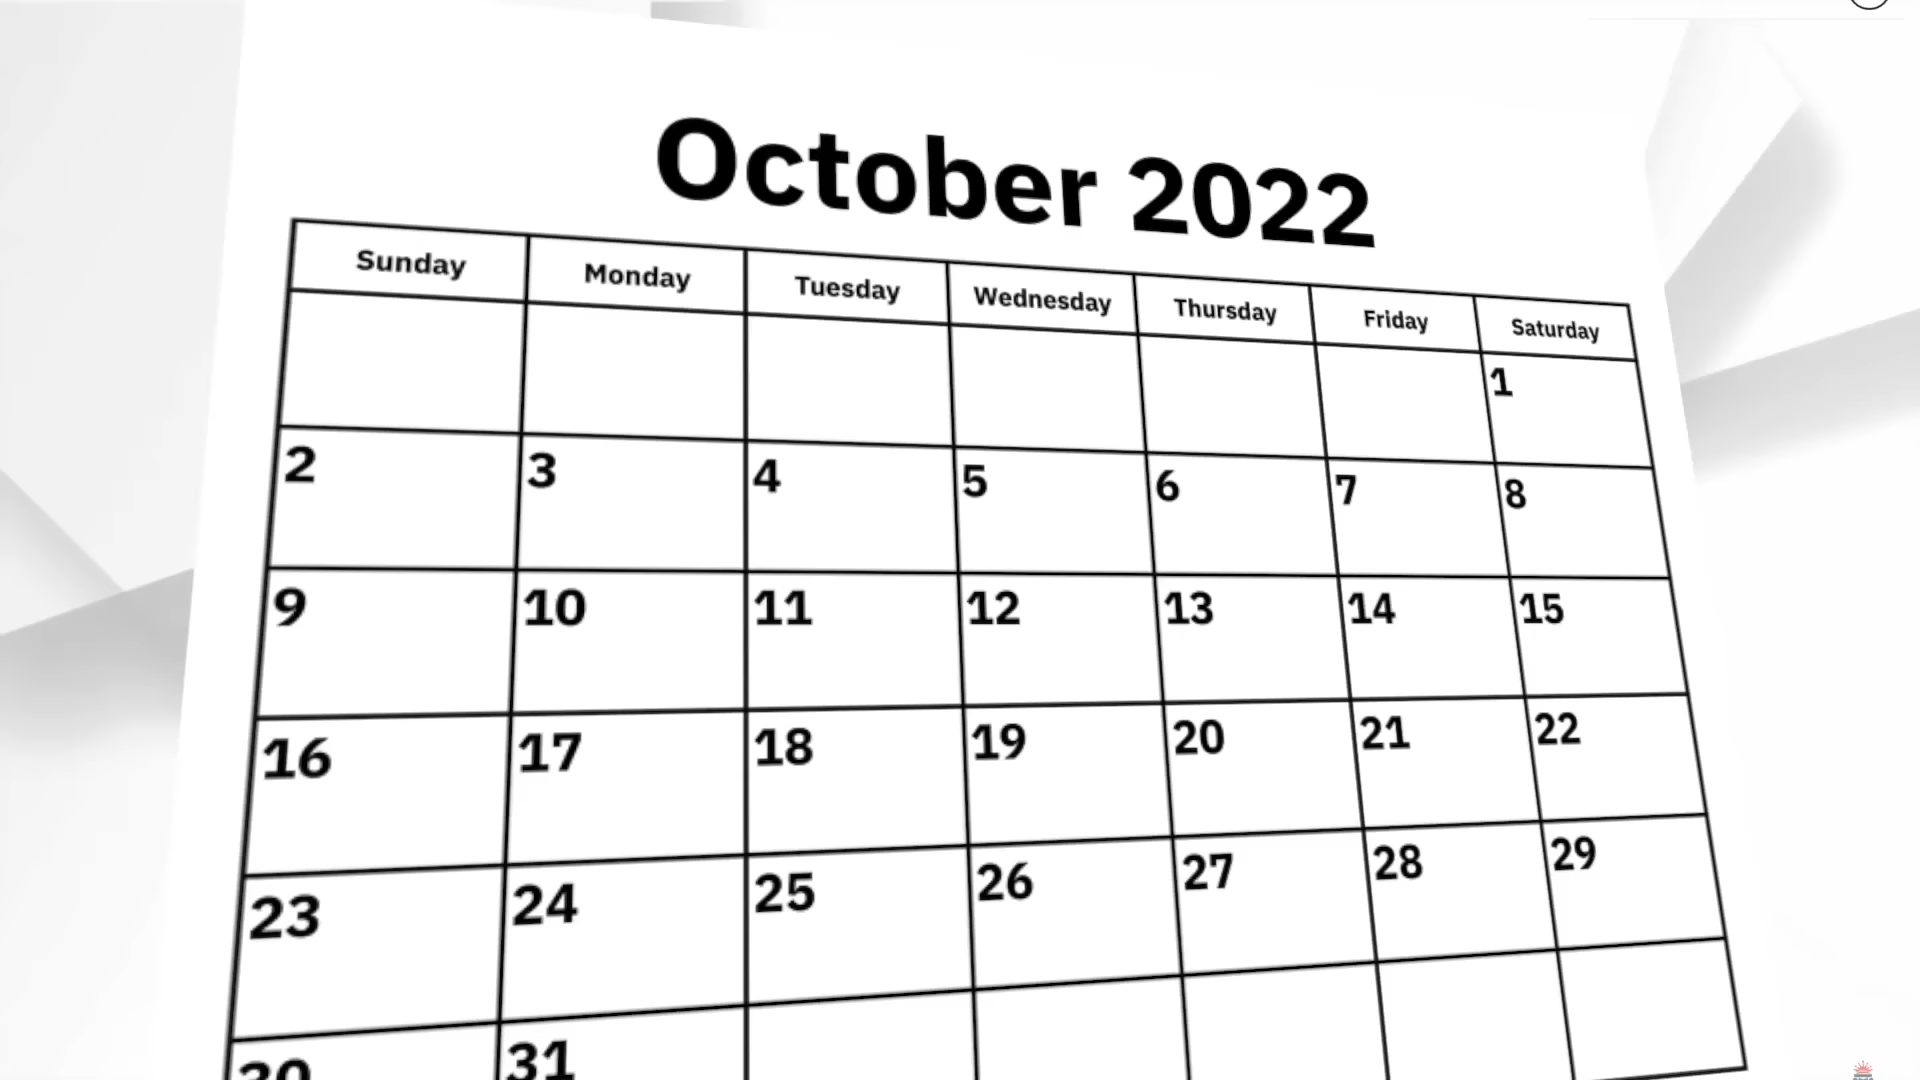 October 2022
Sunday Monday Tuesday Wednesday Thursday Friday Saturday
1
2 3 4 5 6 7 8
9 10 11 12 13 14 15
16 17 18 19 20 21 22
23 24 25 26 27 28 29
30 31